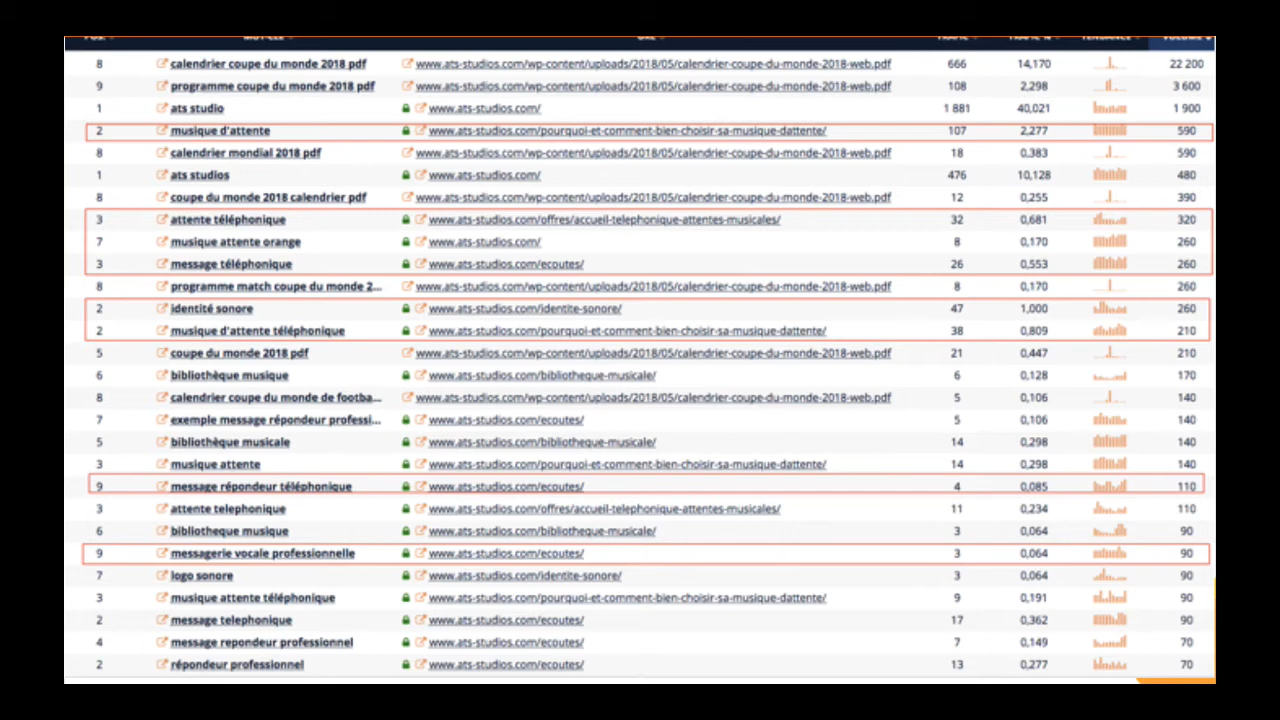 POS. MOT-CLÉ URL TRAFIC TRAFIC % TENDANCE VOLUME
8 calendrier coupe du monde 2018 pdf www.ats-studios.com/wp-content/uploads/2018/05/calendrier-coupe-du-monde-2018-web.pdf 666 14,170 22 200
9 programme coupe du monde 2018 pdf www.ats-studios.com/wp-content/uploads/2018/05/calendrier-coupe-du-monde-2018-web.pdf 108 2,298 3 600
1 ats studio www.ats-studios.com/ 1 881 40,021 1 900
2 musique d'attente www.ats-studios.com/pourquoi-et-comment-bien-choisir-sa-musique-dattente/ 107 2,277 590
8 calendrier mondial 2018 pdf www.ats-studios.com/wp-content/uploads/2018/05/calendrier-coupe-du-monde-2018-web.pdf 18 0,383 590
1 ats studios www.ats-studios.com/ 476 10,128 480
8 coupe du monde 2018 calendrier pdf www.ats-studios.com/wp-content/uploads/2018/05/calendrier-coupe-du-monde-2018-web.pdf 12 0,255 390
3 attente téléphonique www.ats-studios.com/offres/accueil-telephonique-attentes-musicales/ 32 0,681 320
7 musique attente orange www.ats-studios.com/ 8 0,170 260
3 message téléphonique www.ats-studios.com/ecoutes/ 26 0,553 260
8 programme match coupe du monde 2... www.ats-studios.com/wp-content/uploads/2018/05/calendrier-coupe-du-monde-2018-web.pdf 8 0,170 260
2 identité sonore www.ats-studios.com/identite-sonore/ 47 1,000 260
2 musique d'attente téléphonique www.ats-studios.com/pourquoi-et-comment-bien-choisir-sa-musique-dattente/ 38 0,809 210
5 coupe du monde 2018 pdf www.ats-studios.com/wp-content/uploads/2018/05/calendrier-coupe-du-monde-2018-web.pdf 21 0,447 210
6 bibliothèque musique www.ats-studios.com/bibliotheque-musicale/ 6 0,128 170
8 calendrier coupe du monde de footba... www.ats-studios.com/wp-content/uploads/2018/05/calendrier-coupe-du-monde-2018-web.pdf 5 0,106 140
7 exemple message répondeur professi... www.ats-studios.com/ecoutes/ 5 0,106 140
5 bibliothèque musicale www.ats-studios.com/bibliotheque-musicale/ 14 0,298 140
3 musique attente www.ats-studios.com/pourquoi-et-comment-bien-choisir-sa-musique-dattente/ 14 0,298 140
9 message répondeur téléphonique www.ats-studios.com/ecoutes/ 4 0,085 110
3 attente telephonique www.ats-studios.com/offres/accueil-telephonique-attentes-musicales/ 11 0,234 110
6 bibliotheque musique www.ats-studios.com/bibliotheque-musicale/ 3 0,064 90
9 messagerie vocale professionnelle www.ats-studios.com/ecoutes/ 3 0,064 90
7 logo sonore www.ats-studios.com/identite-sonore/ 3 0,064 90
3 musique attente téléphonique www.ats-studios.com/pourquoi-et-comment-bien-choisir-sa-musique-dattente/ 9 0,191 90
2 message telephonique www.ats-studios.com/ecoutes/ 17 0,362 90
4 message repondeur professionnel www.ats-studios.com/ecoutes/ 7 0,149 70
2 répondeur professionnel www.ats-studios.com/ecoutes/ 13 0,277 70